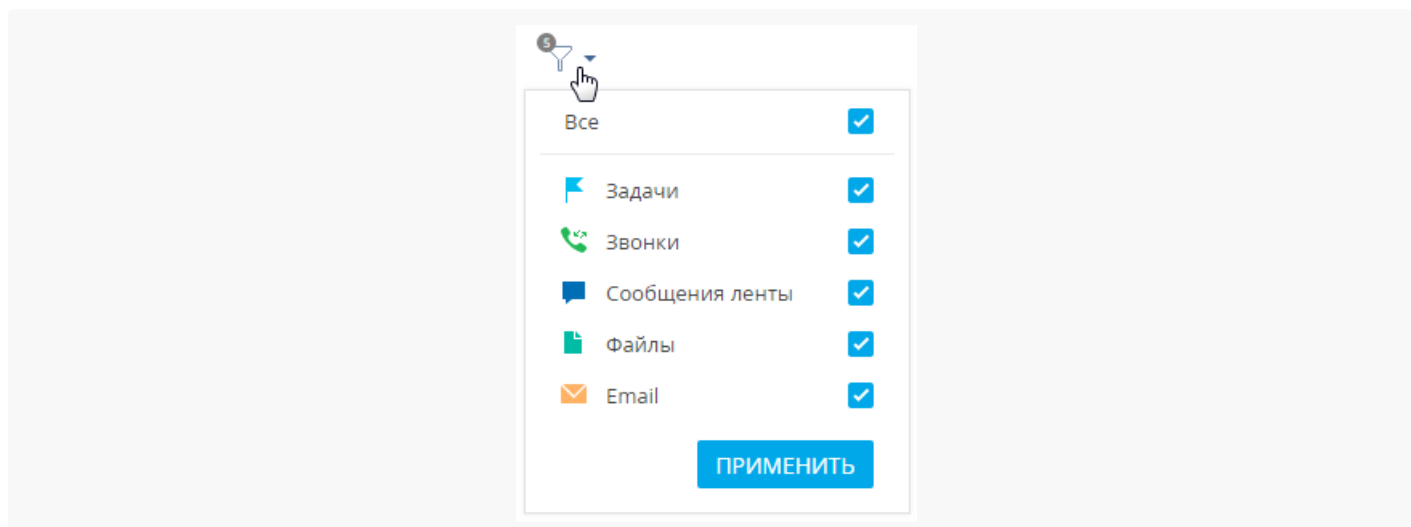 5
Все
Задачи
Звонки
Сообщения ленты
Файлы
Email
ПРИМЕНИТЬ